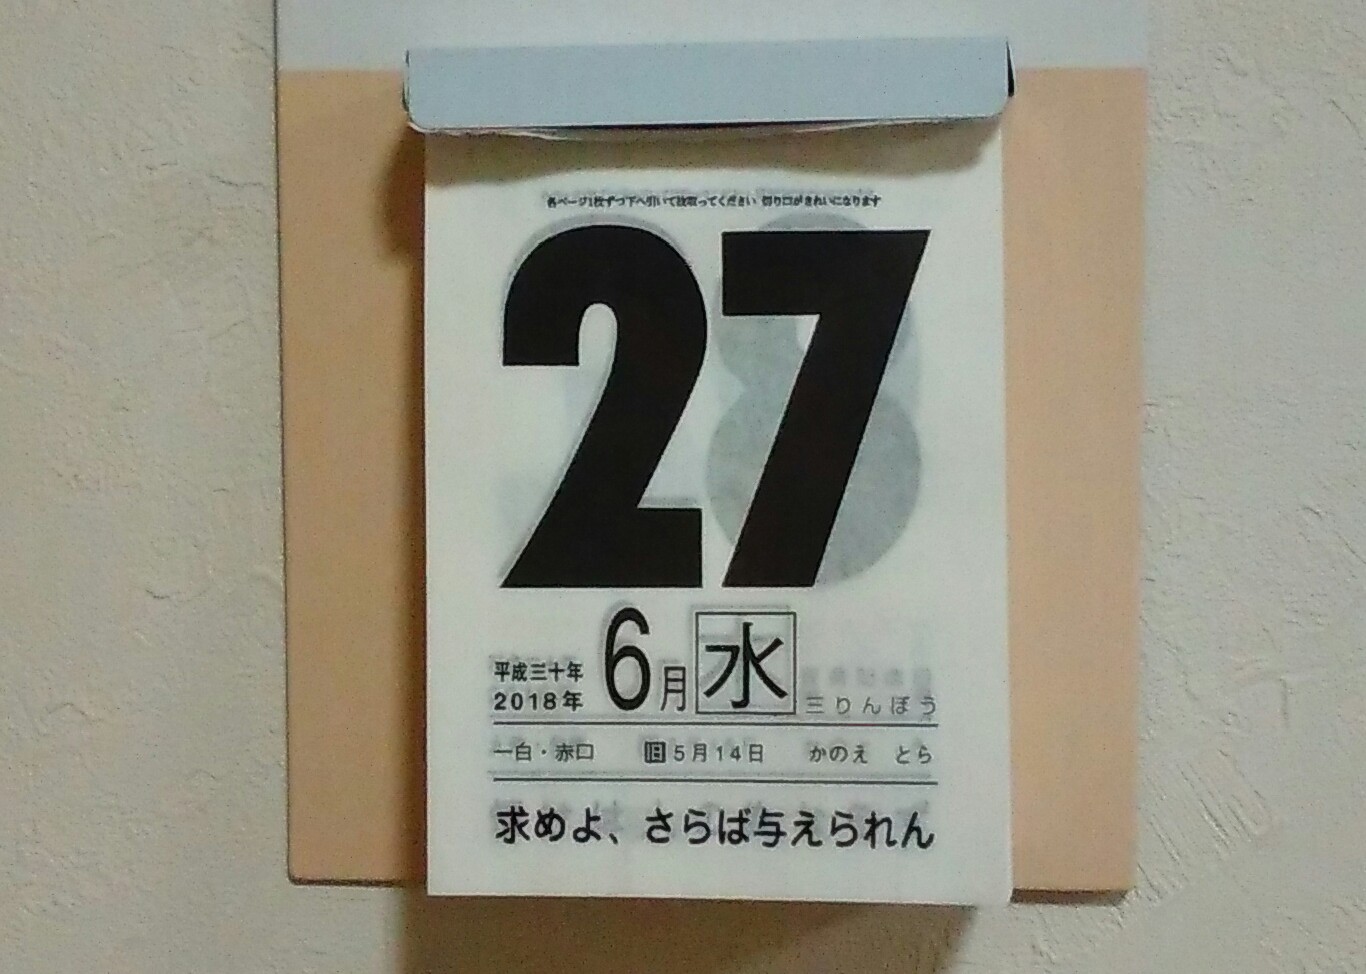 各ページ1枚ずつ下へ引いて抜取ってください 切り口がきれいになります
27
平成三十年
2018年
6月 水
三りんぼう
一白・赤口 旧5月14日 かのえ とら
求めよ、さらば与えられん